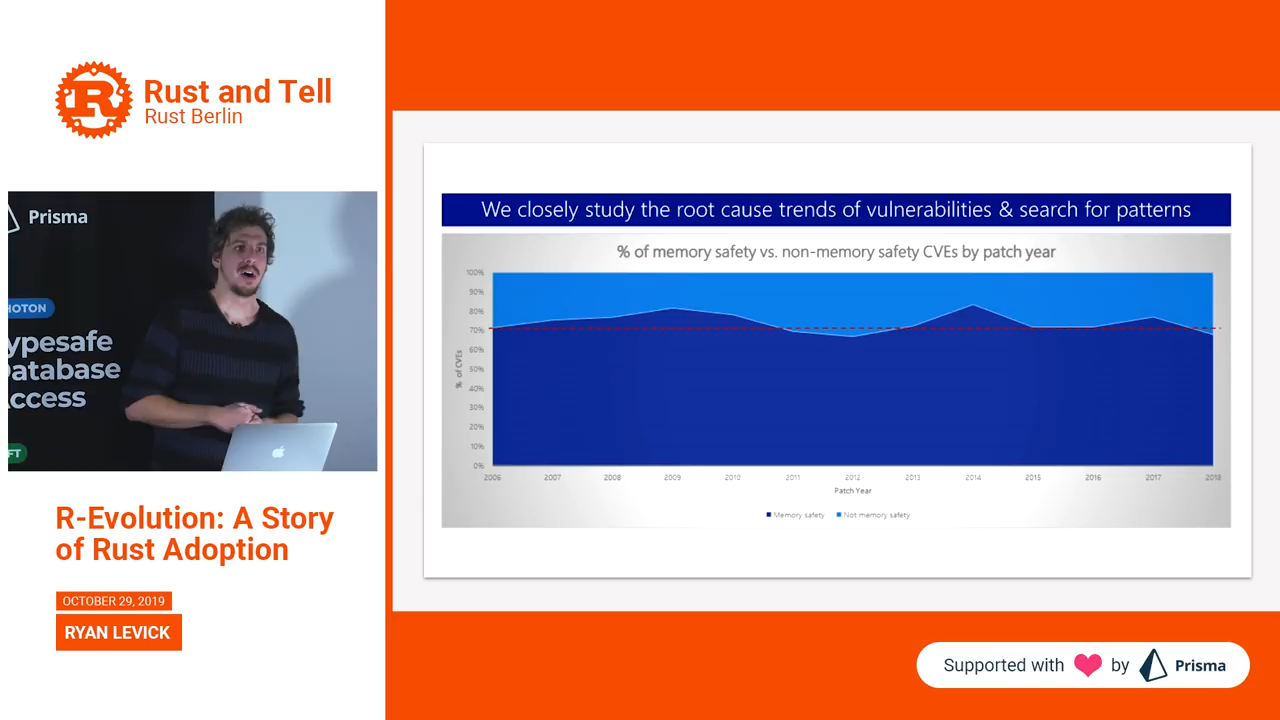 Rust and Tell
Rust Berlin
Prisma
HOTON
ypesafe
atabase
ccess
FT
R-Evolution: A Story
of Rust Adoption
OCTOBER 29, 2019
RYAN LEVICK
We closely study the root cause trends of vulnerabilities & search for patterns
% of memory safety vs. non-memory safety CVEs by patch year
% of CVEs
100%
90%
80%
70%
60%
50%
40%
30%
20%
10%
0%
2006 2007 2008 2009 2010 2011 2012 2013 2014 2015 2016 2017 2018
Patch Year
Memory safety Not memory safety
Supported with by Prisma